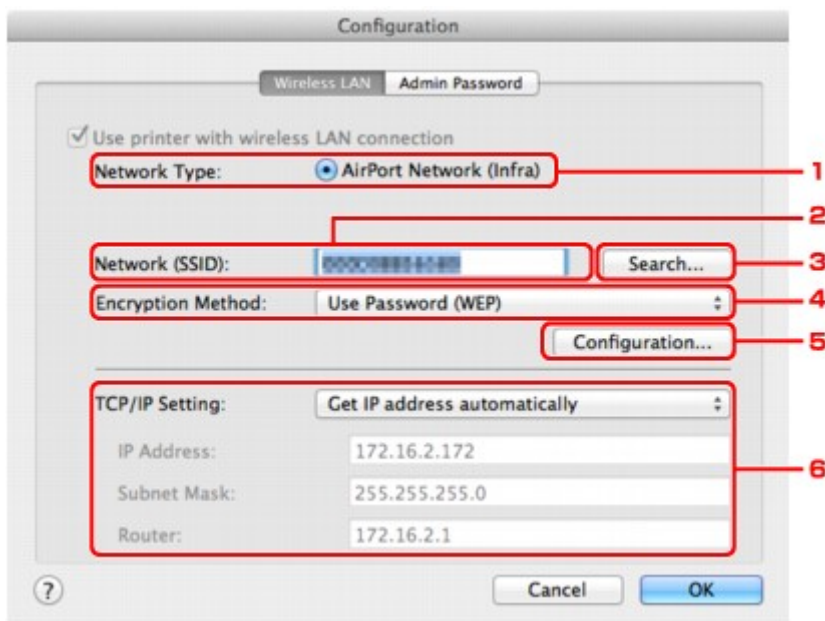 Configuration
Wireless LAN Admin Password
Use printer with wireless LAN connection
Network Type: AirPort Network (Infra) 1
2
Network (SSID): Search... 3
Encryption Method: Use Password (WEP) 4
Configuration... 5
TCP/IP Setting: Get IP address automatically
IP Address: 172.16.2.172
6
Subnet Mask: 255.255.255.0
Router: 172.16.2.1
? Cancel OK